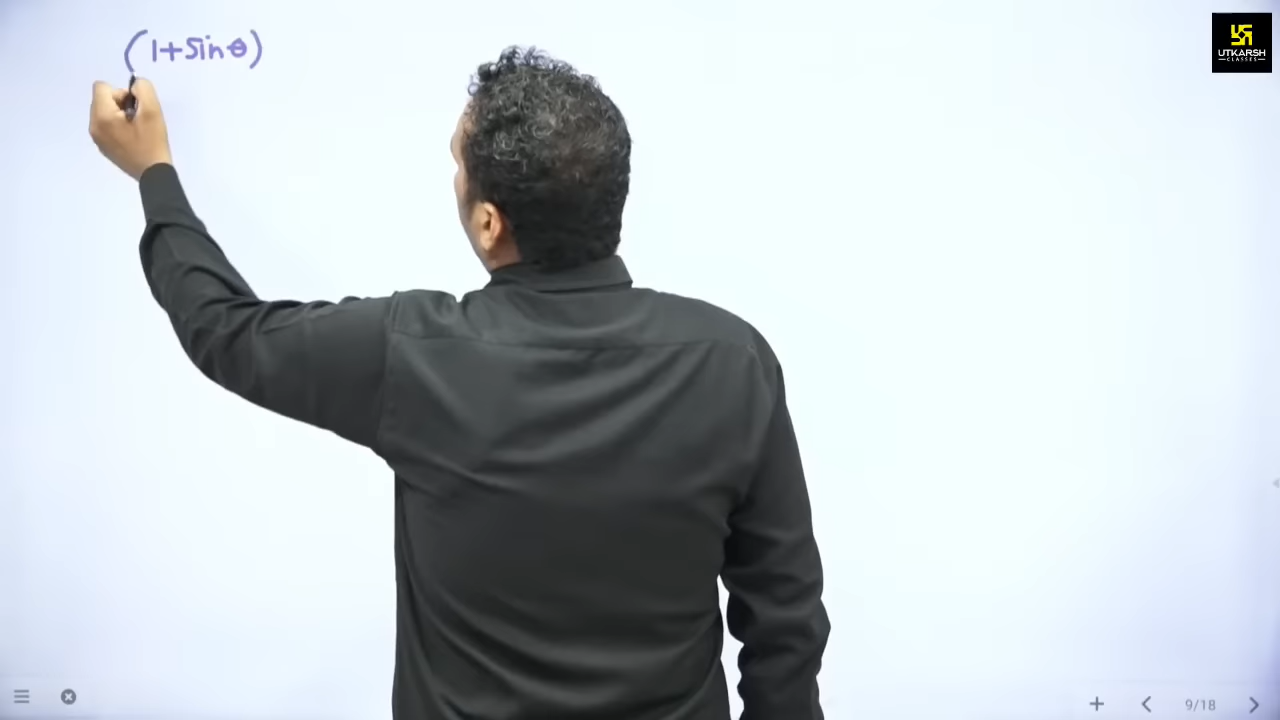 (1+Sinθ)
UTKARSH
CLASSES
9/18